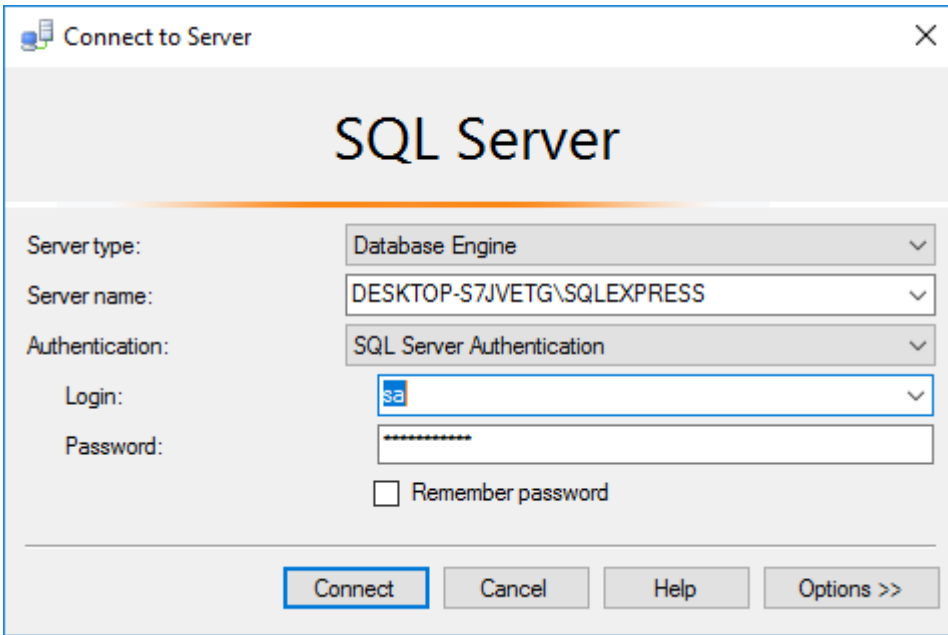 Connect to Server
SQL Server
Server type: Database Engine
Server name: DESKTOP-S7JVETG\SQLEXPRESS
Authentication: SQL Server Authentication
Login: sa
Password: ***********
Remember password
Connect Cancel Help Options >>